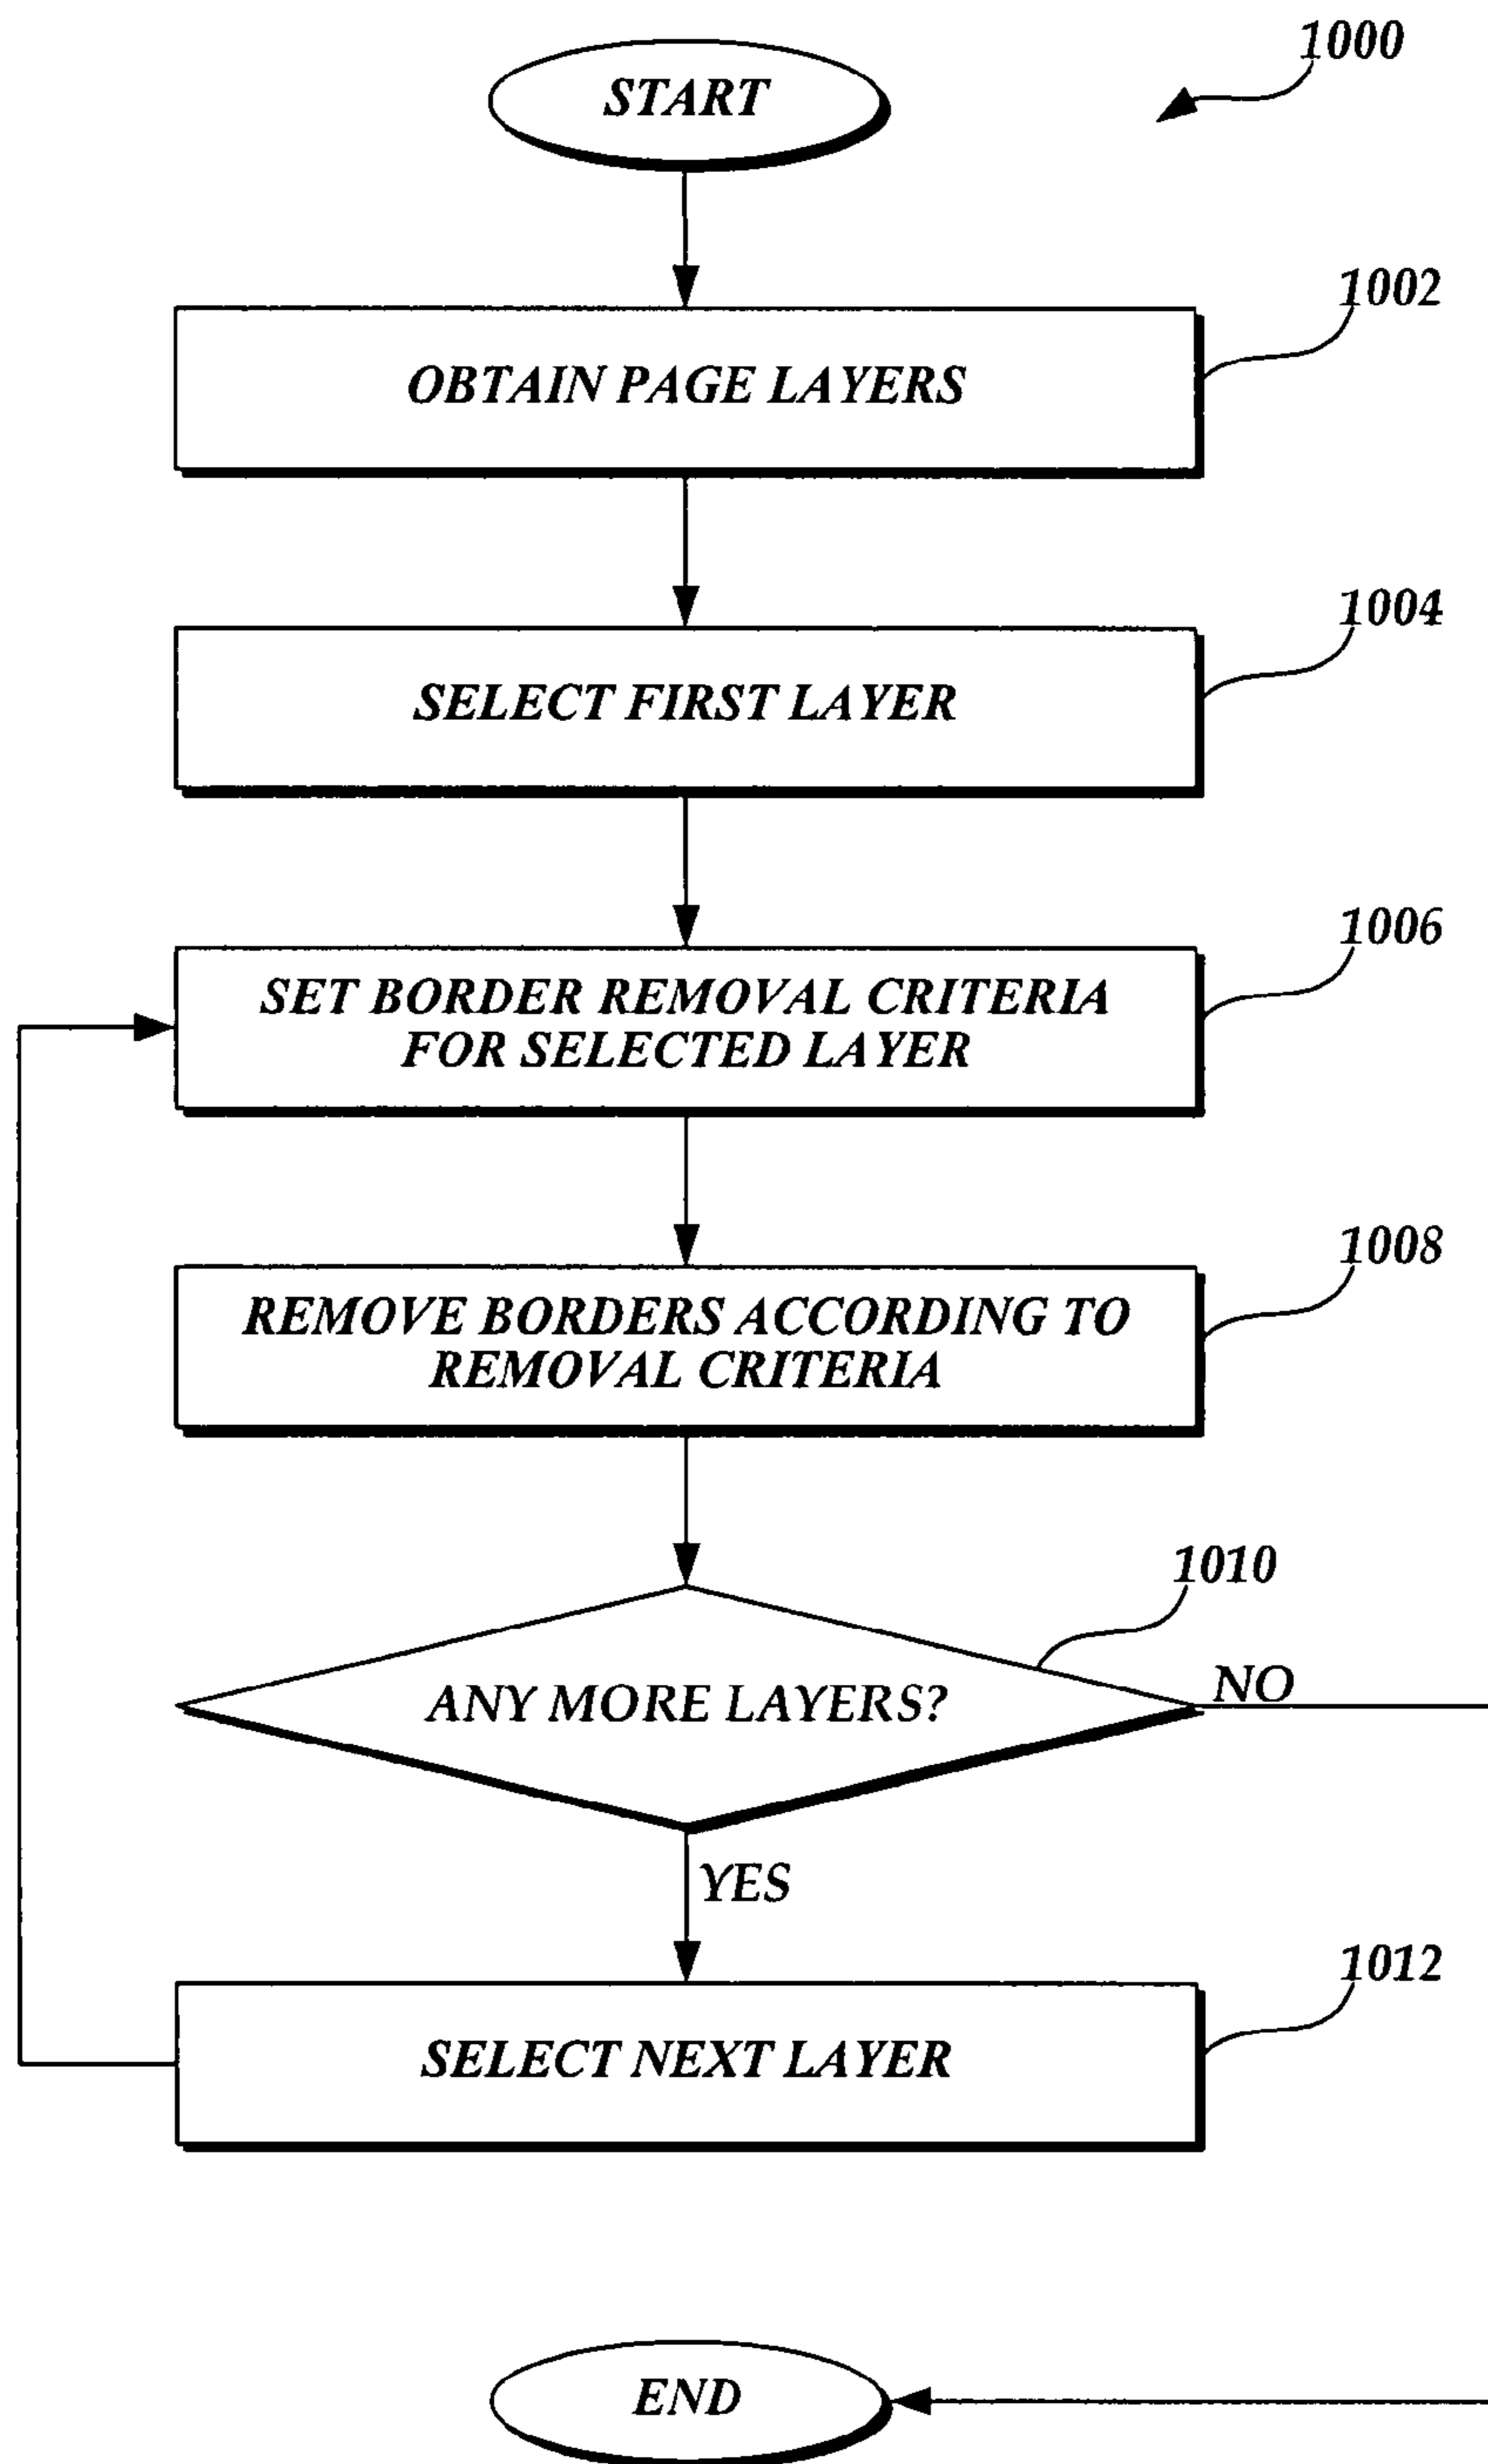 1000
START
1002
OBTAIN PAGE LAYERS
1004
SELECT FIRST LAYER
1006
SET BORDER REMOVAL CRITERIA
FOR SELECTED LAYER
1008
REMOVE BORDERS ACCORDING TO
REMOVAL CRITERIA
1010
ANY MORE LAYERS?
NO
YES
1012
SELECT NEXT LAYER
END